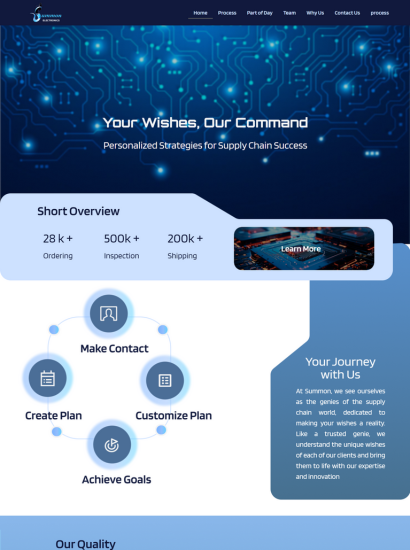 SUMMON
ELECTRONICS
Home Process Part of Day Team Why Us Contact Us process
Your Wishes, Our Command
Personalized Strategies for Supply Chain Success
Short Overview
28 k + 500k + 200k +
Ordering Inspection Shipping
Learn More
Make Contact
Create Plan
Customize Plan
Achieve Goals
Your Journey
with Us
At Summon, we see ourselves
as the genies of the supply
chain world, dedicated to
making your wishes a reality.
Like a trusted genie, we
understand the unique wishes
of each of our clients and bring
them to life with our expertise
and innovation
Our Quality